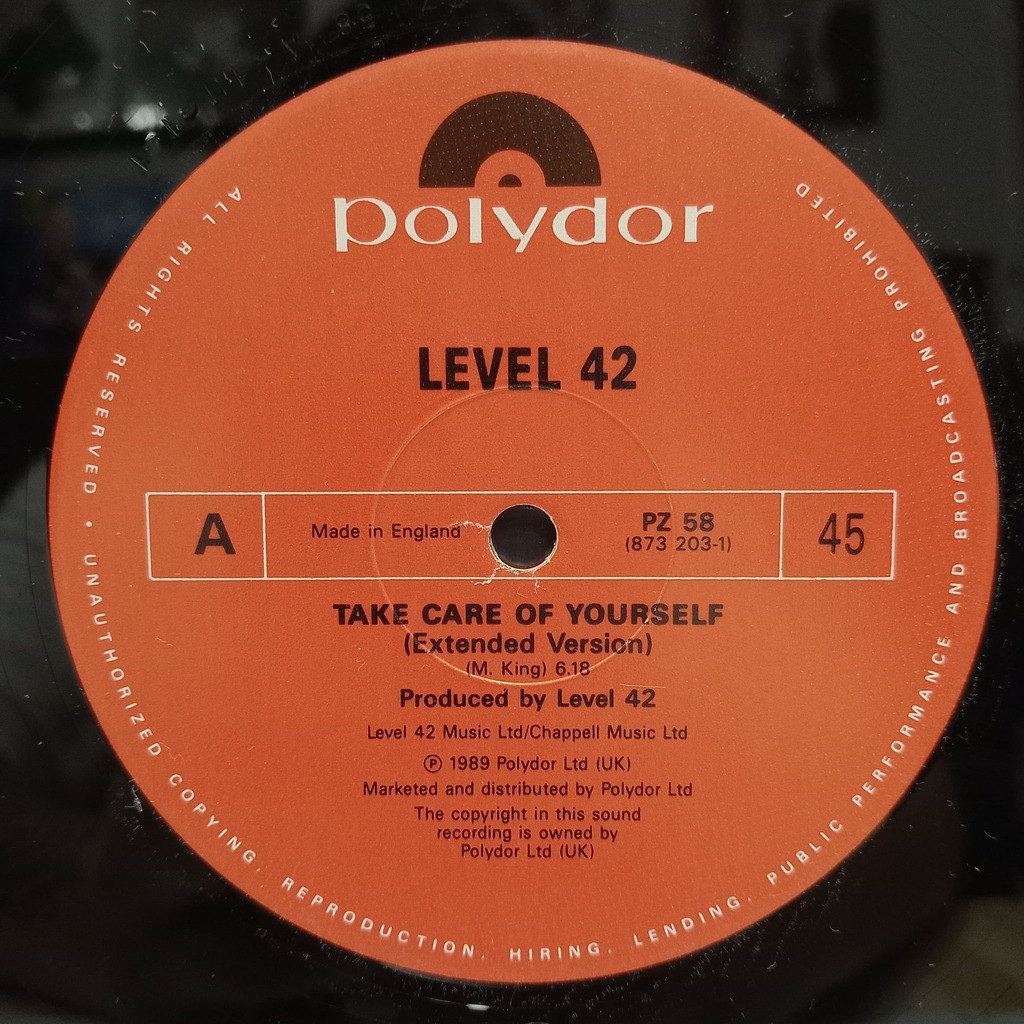 polydor
LEVEL 42
A
Made in England
PZ 58
(873 203-1)
45
TAKE CARE OF YOURSELF
(Extended Version)
(M. King) 6.18
Produced by Level 42
Level 42 Music Ltd/Chappell Music Ltd
℗ 1989 Polydor Ltd (UK)
Marketed and distributed by Polydor Ltd
The copyright in this sound
recording is owned by
Polydor Ltd (UK)
ALL RIGHTS RESERVED • UNAUTHORIZED COPYING, REPRODUCTION, HIRING, LENDING, PUBLIC PERFORMANCE AND BROADCASTING PROHIBITED